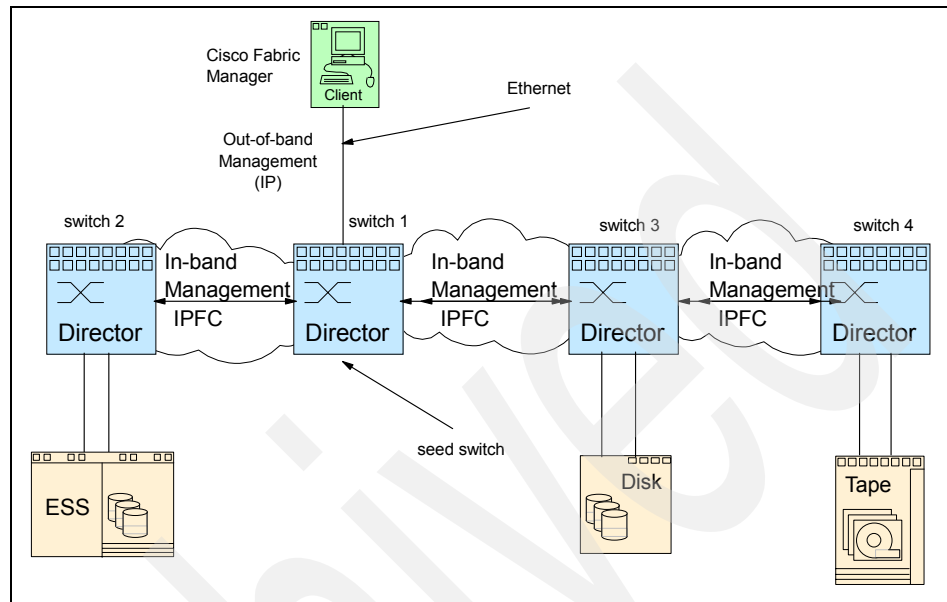 Cisco Fabric
Manager
Client
Ethernet
Out-of-band
Management
(IP)
switch 2
switch 1
switch 3
switch 4
In-band
Management
IPFC
In-band
Management
IPFC
In-band
Management
IPFC
Director
Director
Director
Director
seed switch
ESS
Disk
Tape